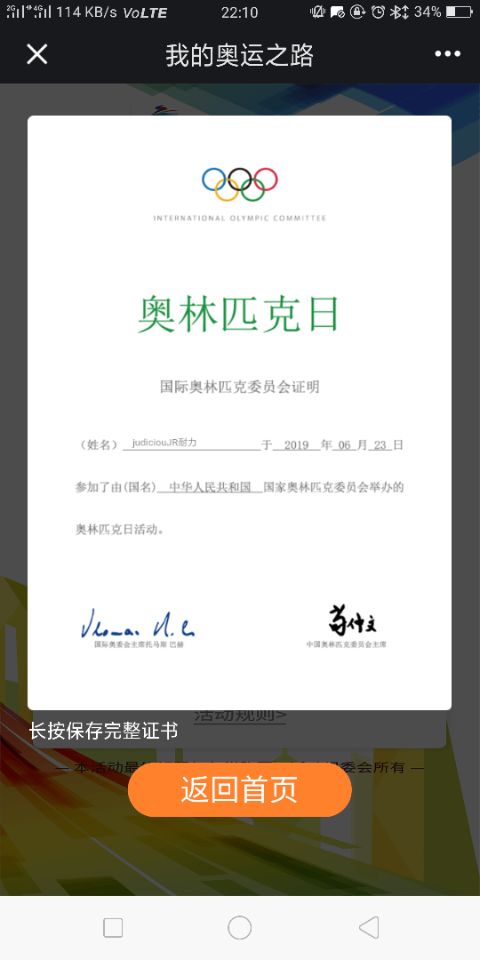 2G 4G 114 KB/s VoLTE 22:10 34%
我的奥运之路
INTERNATIONAL OLYMPIC COMMITTEE
奥林匹克日
国际奥林匹克委员会证明
（姓名） judiciouJR耐力 于 2019 年 06 月 23 日
参加了由(国名) 中华人民共和国 国家奥林匹克委员会举办的
奥林匹克日活动。
国际奥委会主席托马斯 巴赫 中国奥林匹克委员会主席
活动规则>
长按保存完整证书
委会所有 —
返回首页